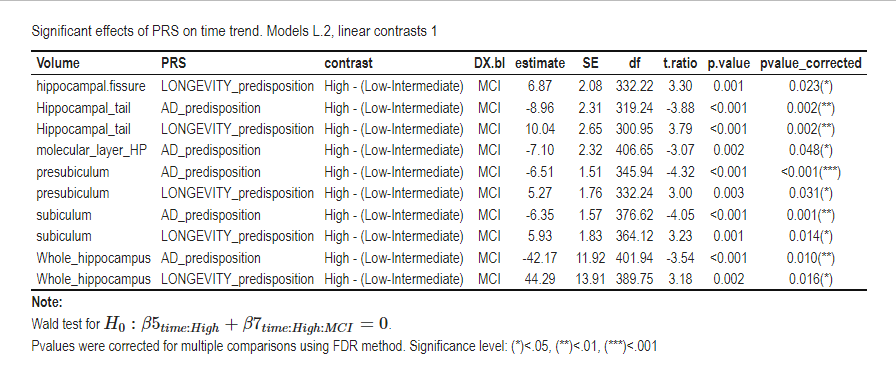 Significant effects of PRS on time trend. Models L.2, linear contrasts 1
Volume PRS contrast DX.bl estimate SE df t.ratio p.value pvalue_corrected
hippocampal.fissure LONGEVITY_predisposition High - (Low-Intermediate) MCI 6.87 2.08 332.22 3.30 0.001 0.023(*)
Hippocampal_tail AD_predisposition High - (Low-Intermediate) MCI -8.96 2.31 319.24 -3.88 <0.001 0.002(**)
Hippocampal_tail LONGEVITY_predisposition High - (Low-Intermediate) MCI 10.04 2.65 300.95 3.79 <0.001 0.002(**)
molecular_layer_HP AD_predisposition High - (Low-Intermediate) MCI -7.10 2.32 406.65 -3.07 0.002 0.048(*)
presubiculum AD_predisposition High - (Low-Intermediate) MCI -6.51 1.51 345.94 -4.32 <0.001 <0.001(***)
presubiculum LONGEVITY_predisposition High - (Low-Intermediate) MCI 5.27 1.76 332.24 3.00 0.003 0.031(*)
subiculum AD_predisposition High - (Low-Intermediate) MCI -6.35 1.57 376.62 -4.05 <0.001 0.001(**)
subiculum LONGEVITY_predisposition High - (Low-Intermediate) MCI 5.93 1.83 364.12 3.23 0.001 0.014(*)
Whole_hippocampus AD_predisposition High - (Low-Intermediate) MCI -42.17 11.92 401.94 -3.54 <0.001 0.010(**)
Whole_hippocampus LONGEVITY_predisposition High - (Low-Intermediate) MCI 44.29 13.91 389.75 3.18 0.002 0.016(*)
Note:
Wald test for H0 : β5time:High + β7time:High:MCI = 0.
Pvalues were corrected for multiple comparisons using FDR method. Significance level: (*)<.05, (**)<.01, (***)<.001